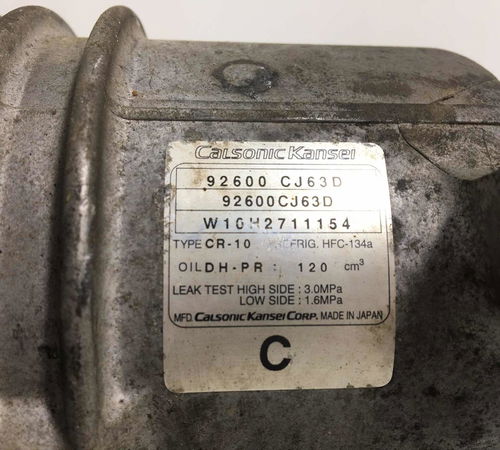 Calsonic Kansei
92600 CJ63D
92600CJ63D
W10H2711154
TYPE CR-10 REFRIG. HFC-134a
OIL DH-PR : 120 cm³
LEAK TEST HIGH SIDE : 3.0MPa
LOW SIDE : 1.6MPa
MFD. Calsonic Kansei Corp. MADE IN JAPAN
C